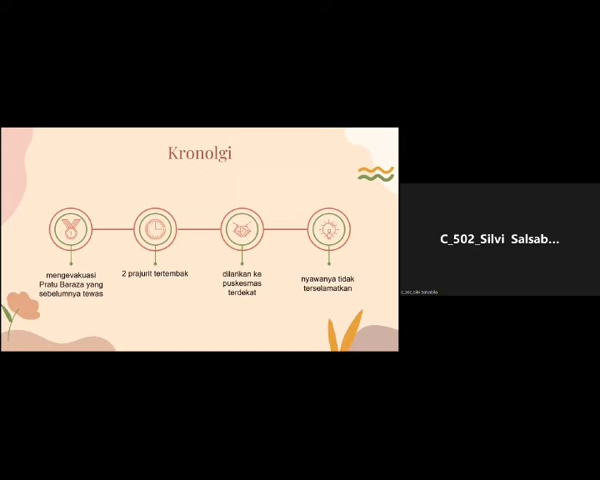 Kronolgi
mengevakuasi
Pratu Baraza yang
sebelumnya tewas
2 prajurit tertembak
dilarikan ke
puskesmas
terdekat
nyawanya tidak
terselamatkan
C_502_Silvi Salsab...